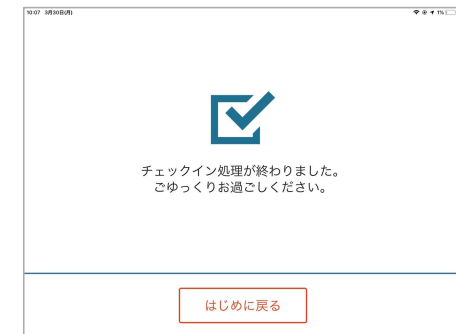 10:07 3月30日(月)
1%
チェックイン処理が終わりました。
ごゆっくりお過ごしください。
はじめに戻る